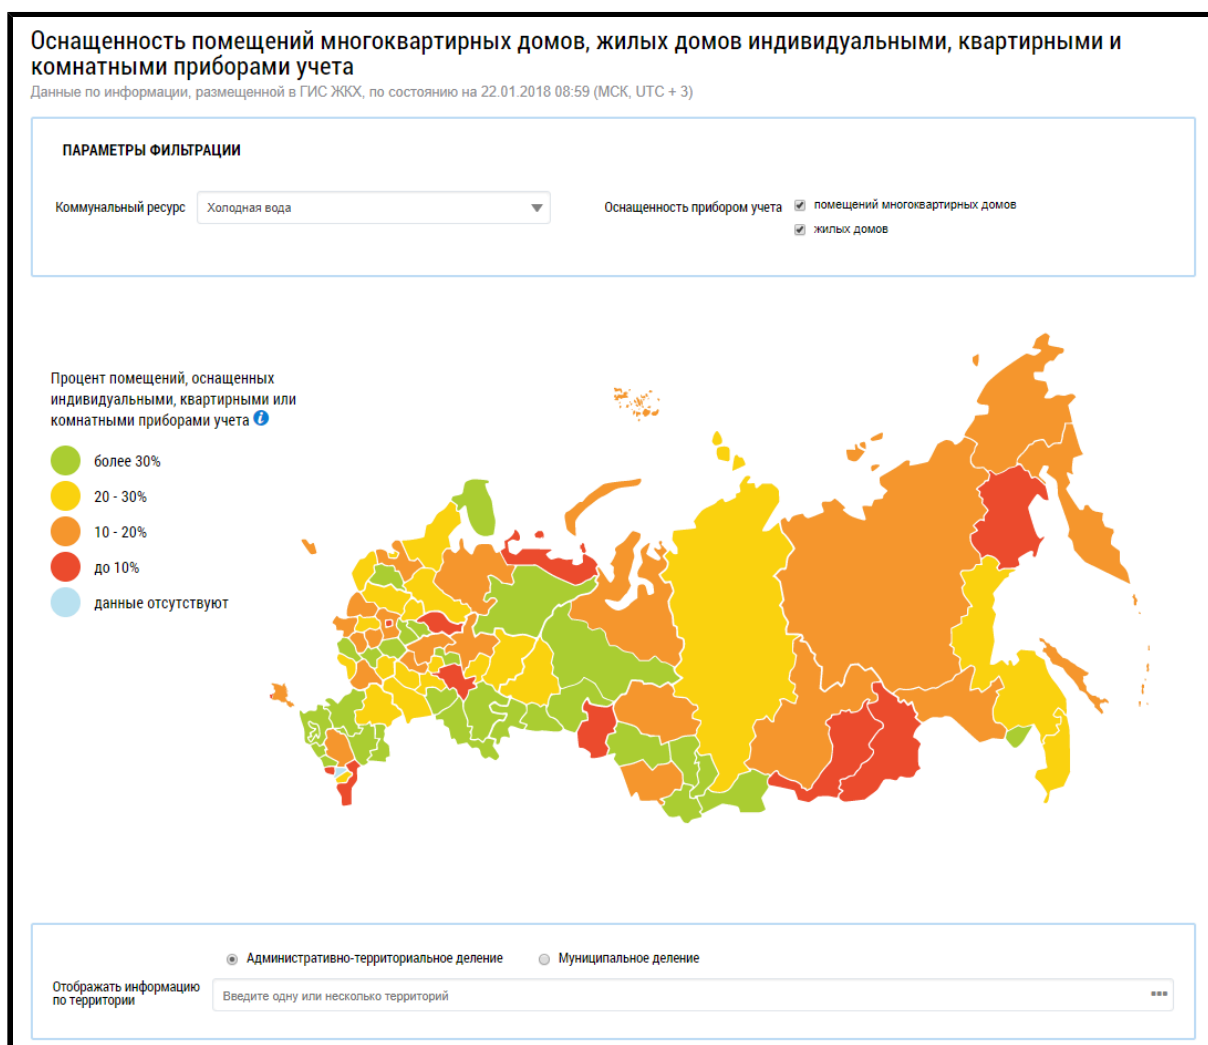 Оснащенность помещений многоквартирных домов, жилых домов индивидуальными, квартирными и
комнатными приборами учета
Данные по информации, размещенной в ГИС ЖКХ, по состоянию на 22.01.2018 08:59 (МСК, UTC + 3)
ПАРАМЕТРЫ ФИЛЬТРАЦИИ
Коммунальный ресурс
Холодная вода
Оснащенность прибором учета
помещений многоквартирных домов
жилых домов
Процент помещений, оснащенных
индивидуальными, квартирными или
комнатными приборами учета
более 30%
20 - 30%
10 - 20%
до 10%
данные отсутствуют
Административно-территориальное деление
Муниципальное деление
Отображать информацию
по территории
Введите одну или несколько территорий